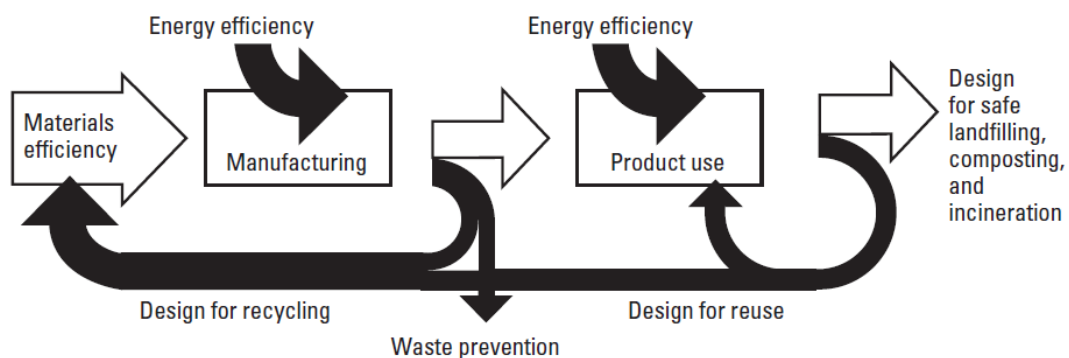 Energy efficiency
Energy efficiency
Materials
efficiency
Manufacturing
Product use
Design
for safe
landfilling,
composting,
and
incineration
Design for recycling
Design for reuse
Waste prevention